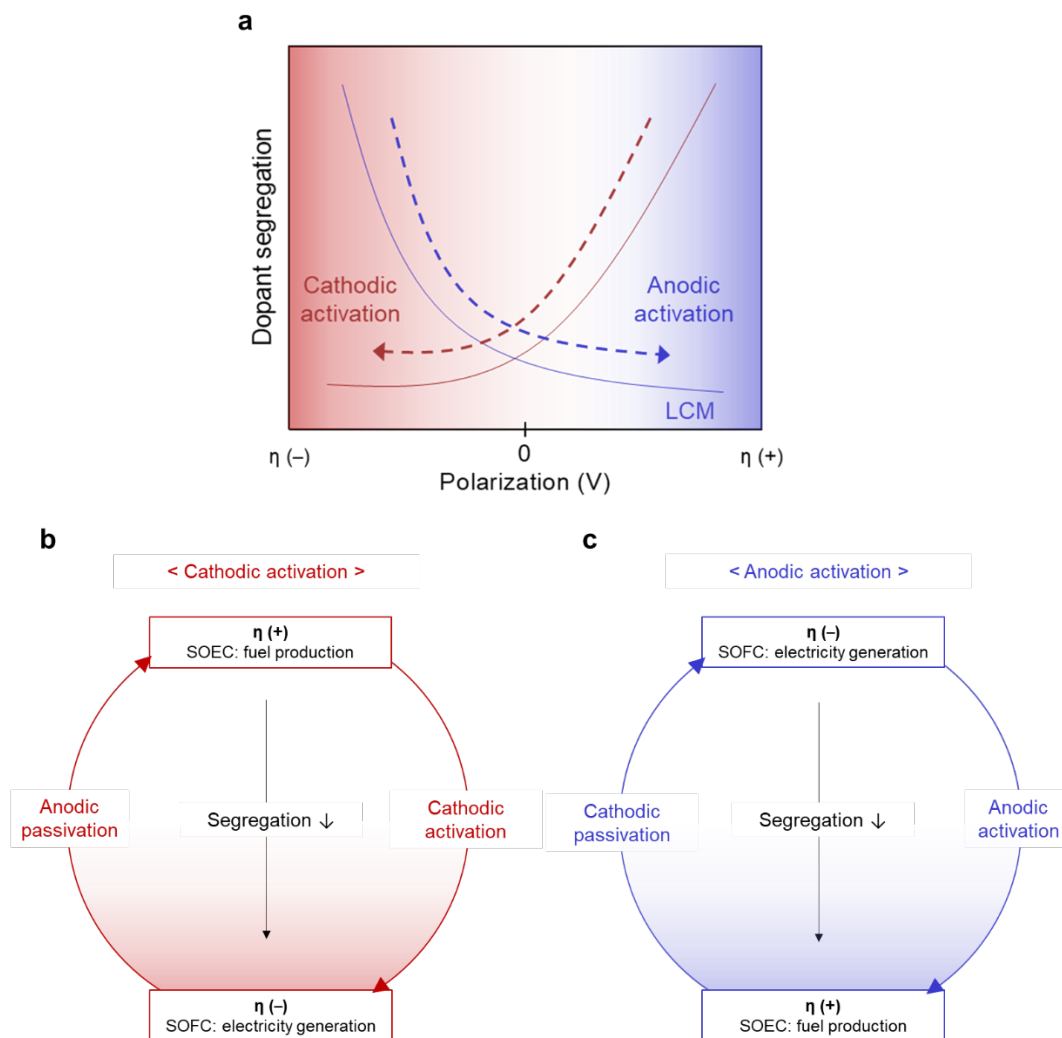 a
Dopant segregation
Cathodic
activation
Anodic
activation
LCM
η (–)
0
η (+)
Polarization (V)
b
< Cathodic activation >
η (+)
SOEC: fuel production
Anodic
passivation
Segregation ↓
Cathodic
activation
η (–)
SOFC: electricity generation
c
< Anodic activation >
η (–)
SOFC: electricity generation
Cathodic
passivation
Segregation ↓
Anodic
activation
η (+)
SOEC: fuel production